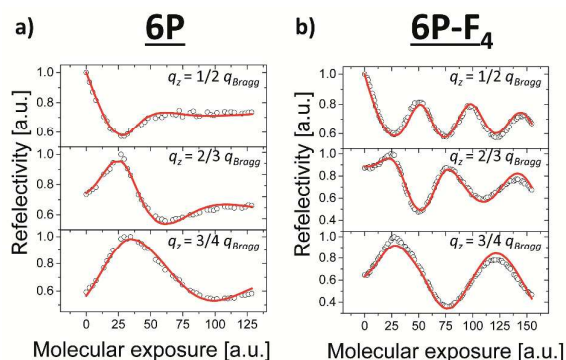 a) 6P
b) 6P-F4
Refelectivity [a.u.]
Refelectivity [a.u.]
1.0
0.8
0.6
qz = 1/2 qBragg
1.0
0.8
0.6
qz = 2/3 qBragg
1.0
0.8
0.6
qz = 3/4 qBragg
0 25 50 75 100 125
Molecular exposure [a.u.]
Refelectivity [a.u.]
1.0
0.8
0.6
qz = 1/2 qBragg
1.0
0.8
0.6
qz = 2/3 qBragg
1.0
0.8
0.6
0.4
qz = 3/4 qBragg
0 25 50 75 100 125 150
Molecular exposure [a.u.]